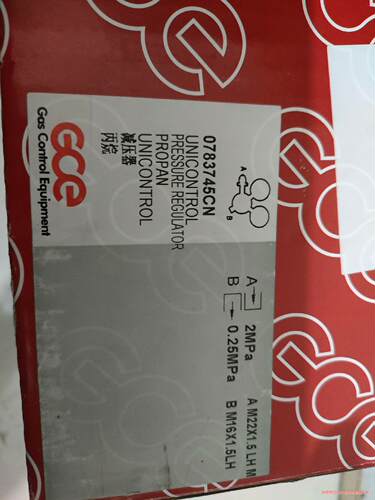 GCE
Gas Control Equipment
0783745CN
UNICONTROL
PRESSURE REGULATOR
PROPAN
UNICONTROL
减压器
丙烷
A
B
A 2MPa A M22X1.5 LH M
B 0.25MPa B M16X1.5LH